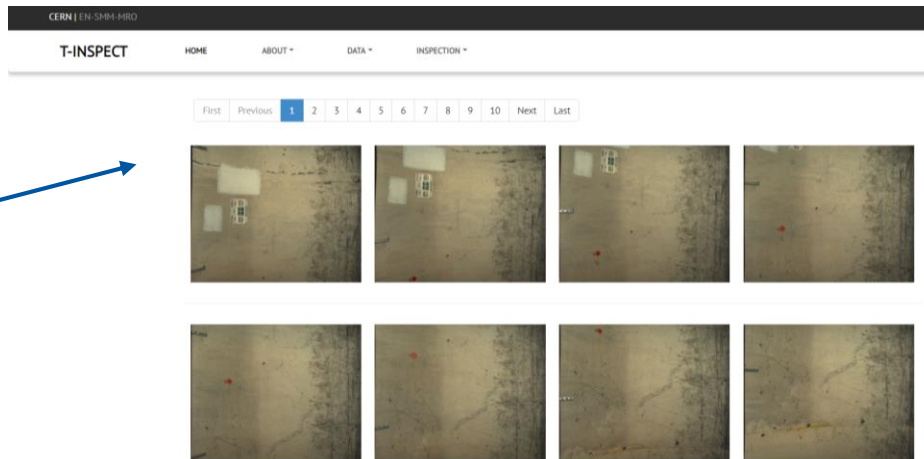 CERN | EN-SMM-MRO
T-INSPECT HOME ABOUT DATA INSPECTION
First Previous 1 2 3 4 5 6 7 8 9 10 Next Last